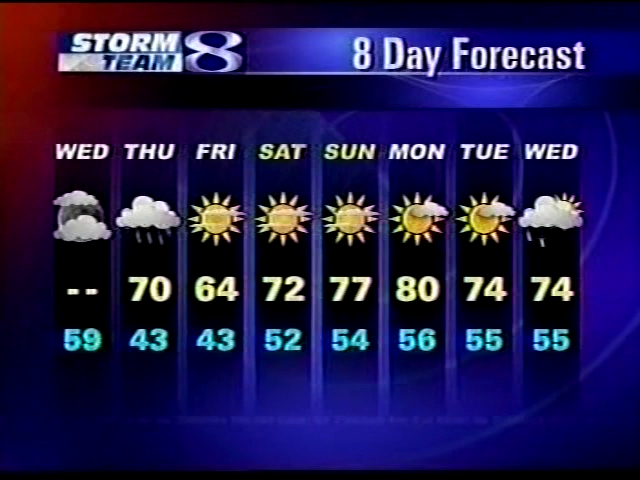 STORM TEAM 8
8 Day Forecast
WED THU FRI SAT SUN MON TUE WED
-- 70 64 72 77 80 74 74
59 43 43 52 54 56 55 55